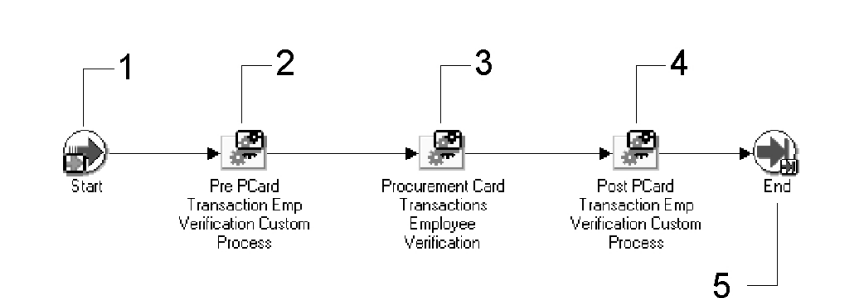 1
2
3
4
Start
Pre PCard
Transaction Emp
Verification Custom
Process
Procurement Card
Transactions
Employee
Verification
Post PCard
Transaction Emp
Verification Custom
Process
End
5